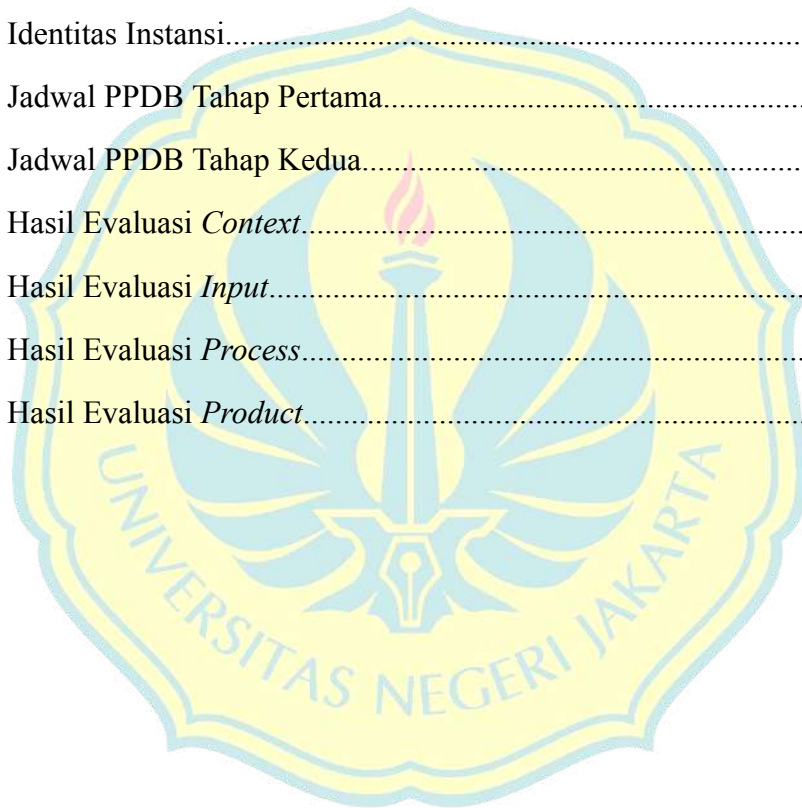 Identitas Instansi....................................................................
Jadwal PPDB Tahap Pertama....................................................
Jadwal PPDB Tahap Kedua.......................................................
Hasil Evaluasi Context..............................................................
Hasil Evaluasi Input..................................................................
Hasil Evaluasi Process..............................................................
Hasil Evaluasi Product..............................................................
UNIVERSITAS NEGERI JAKARTA